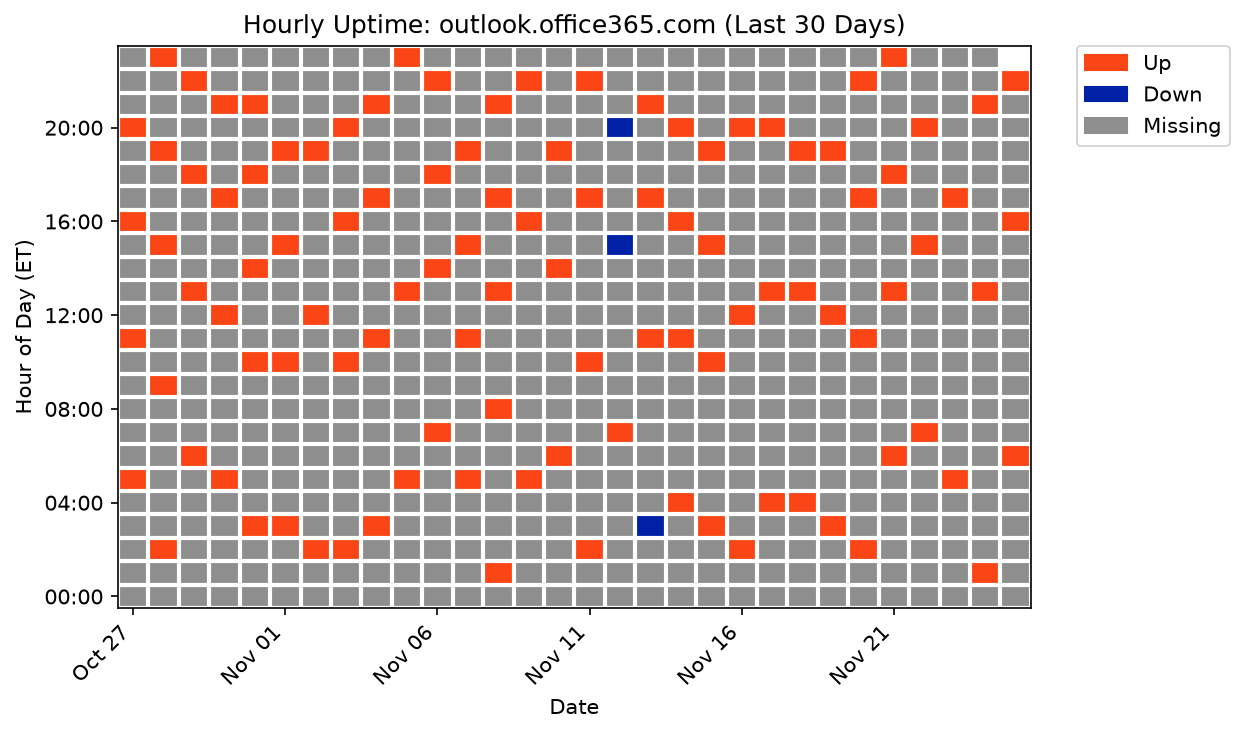 Hourly Uptime: outlook.office365.com (Last 30 Days)
Up
Down
Missing
20:00
16:00
12:00
08:00
04:00
00:00
Hour of Day (ET)
Oct 27
Nov 01
Nov 06
Nov 11
Nov 16
Nov 21
Date